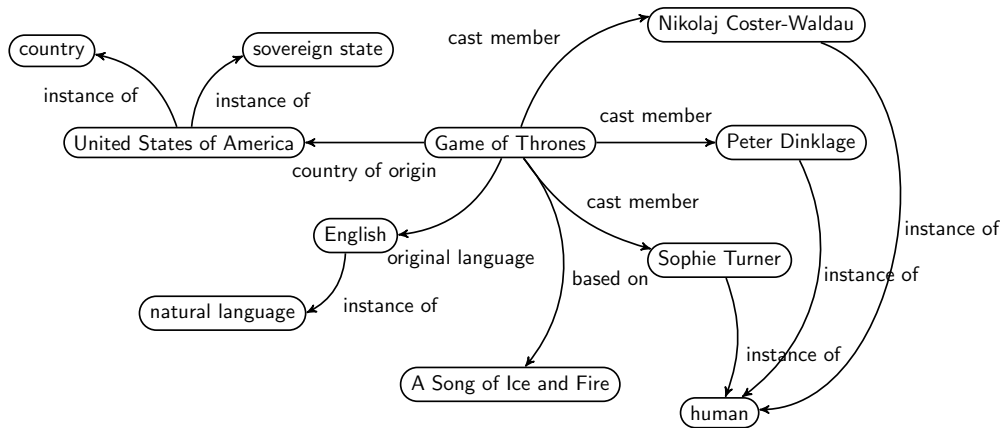 Nikolaj Coster-Waldau
cast member
country
sovereign state
instance of
instance of
cast member
United States of America
Game of Thrones
Peter Dinklage
country of origin
cast member
English
original language
instance of
Sophie Turner
based on
instance of
natural language
instance of
instance of
A Song of Ice and Fire
human